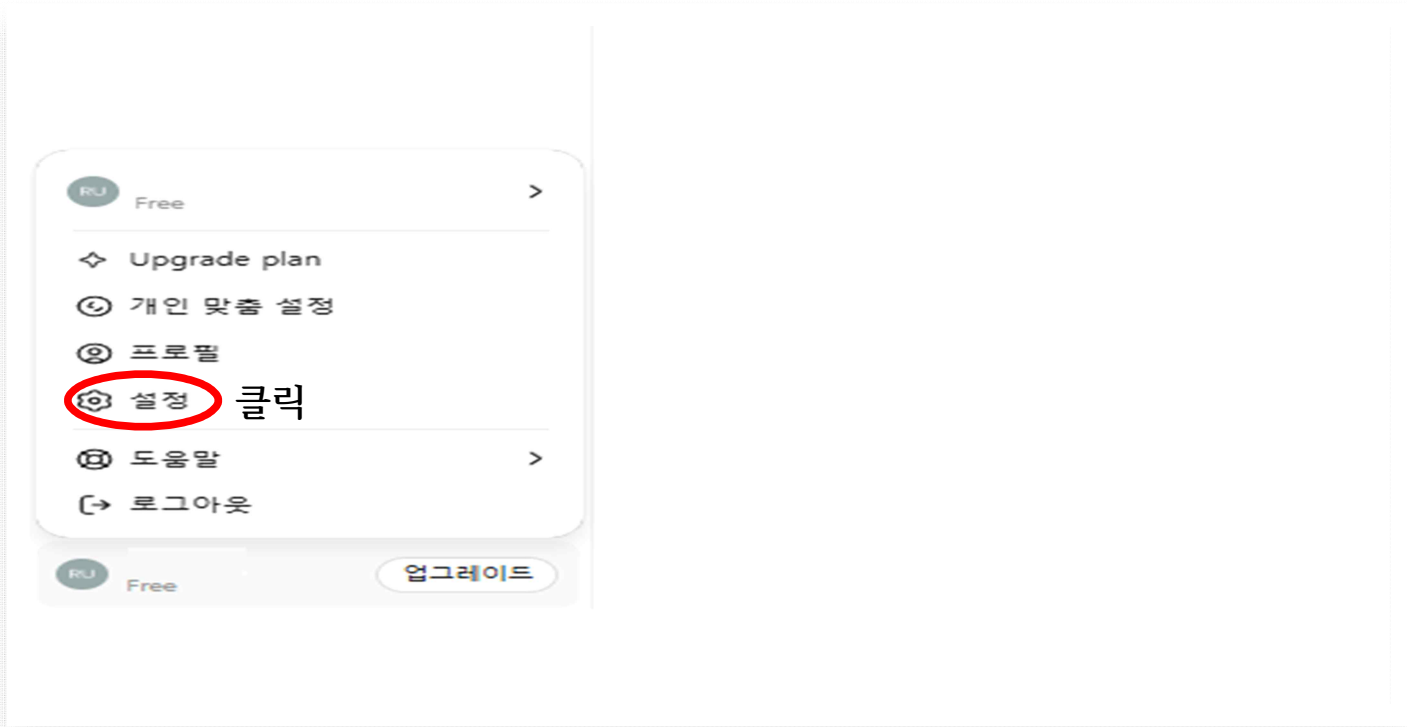 RU
Free
>
Upgrade plan
개인 맞춤 설정
프로필
설정 클릭
도움말 >
로그아웃
RU
Free
업그레이드